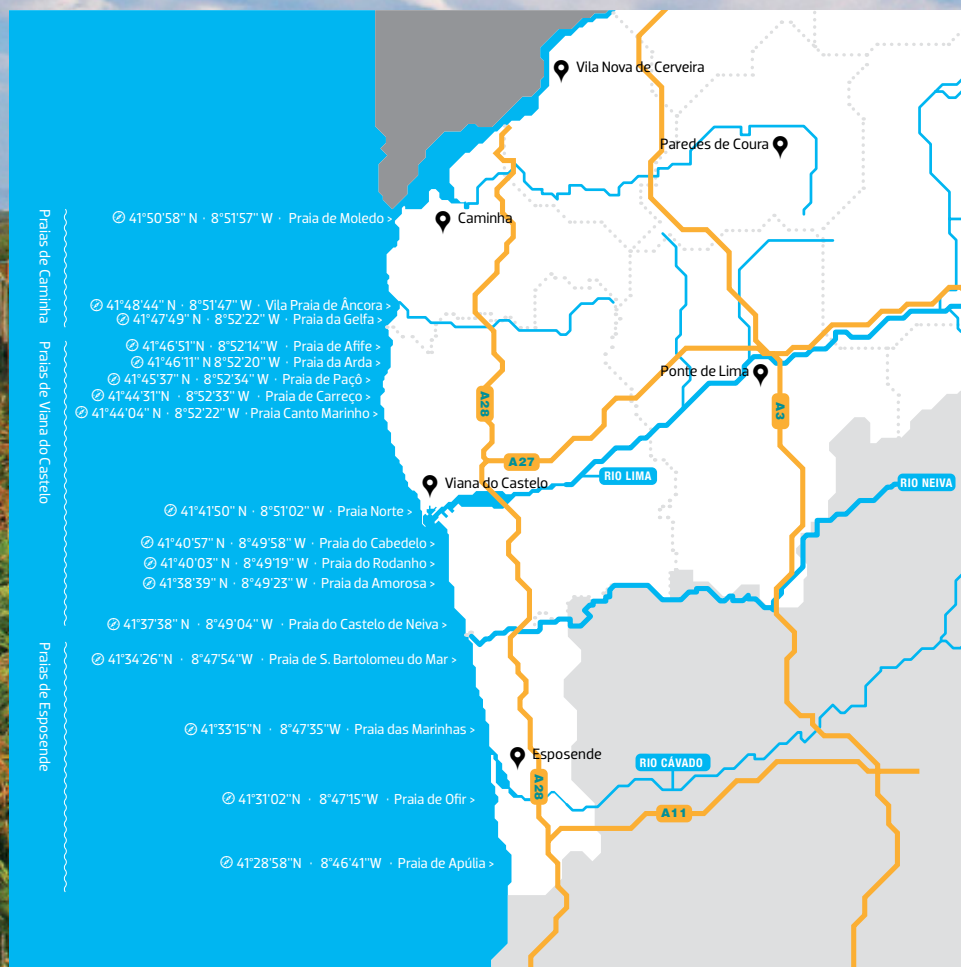 Vila Nova de Cerveira
Paredes de Coura
Caminha
Praias de Caminha
41°50'58'' N · 8°51'57'' W · Praia de Moledo >
41°48'44'' N · 8°51'47'' W · Vila Praia de Âncora >
41°47'49'' N · 8°52'22'' W · Praia da Gelfa >
Praias de Viana do Castelo
41°46'51''N · 8°52'14''W · Praia de Afife >
41°46'11'' N 8°52'20'' W · Praia da Arda >
41°45'37'' N · 8°52'34'' W · Praia de Paçó >
41°44'31''N · 8°52'33'' W · Praia de Carreço >
41°44'04'' N · 8°52'22'' W · Praia Canto Marinho >
Ponte de Lima
A28
A3
A27
Viana do Castelo
RIO LIMA
RIO NEIVA
41°41'50'' N · 8°51'02'' W · Praia Norte >
41°40'57'' N · 8°49'58'' W · Praia do Cabedelo >
41°40'03'' N · 8°49'19'' W · Praia do Rodanho >
41°38'39'' N · 8°49'23'' W · Praia da Amorosa >
41°37'38'' N · 8°49'04'' W · Praia do Castelo de Neiva >
Praias de Esposende
41°34'26''N · 8°47'54'' W · Praia de S. Bartolomeu do Mar >
41°33'15''N · 8°47'35''W · Praia das Marinhas >
Esposende
RIO CÁVADO
A28
41°31'02''N · 8°47'15''W · Praia de Ofir >
A11
41°28'58''N · 8°46'41''W · Praia de Apúlia >